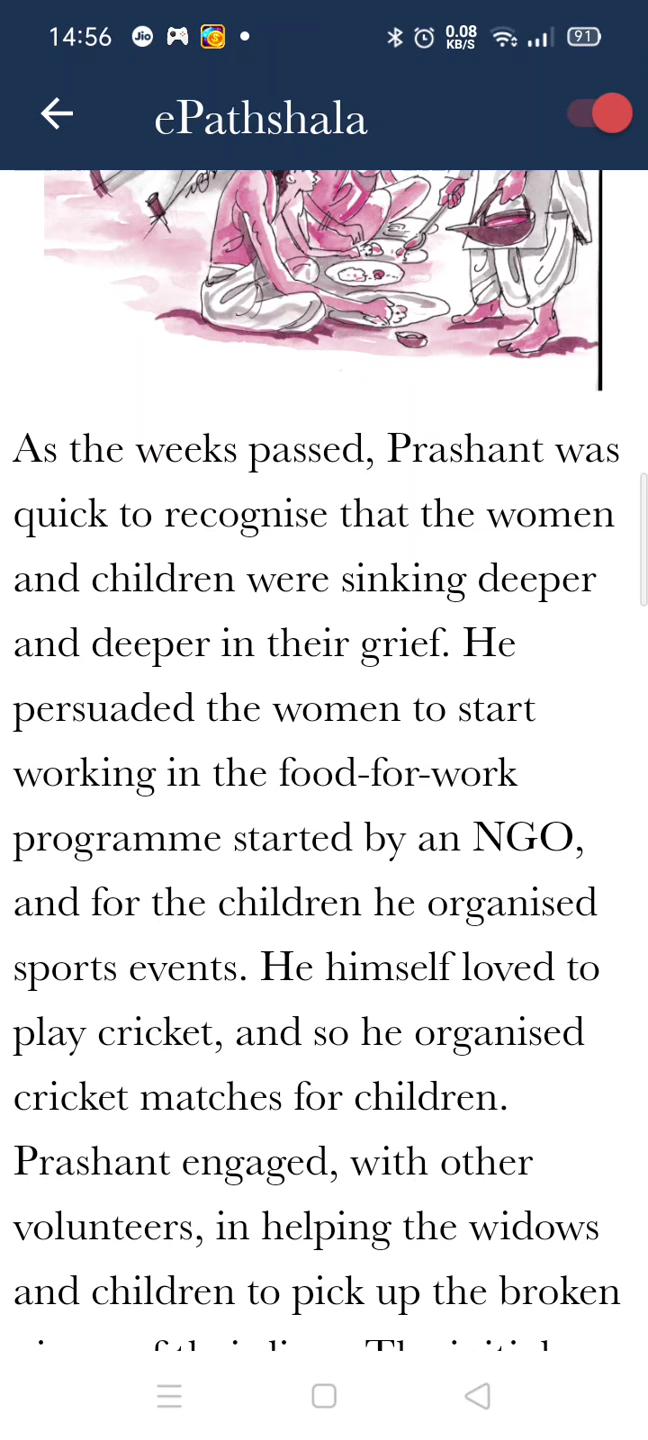 14:56 Jio 0.08 KB/S 91
ePathshala
As the weeks passed, Prashant was
quick to recognise that the women
and children were sinking deeper
and deeper in their grief. He
persuaded the women to start
working in the food-for-work
programme started by an NGO,
and for the children he organised
sports events. He himself loved to
play cricket, and so he organised
cricket matches for children.
Prashant engaged, with other
volunteers, in helping the widows
and children to pick up the broken